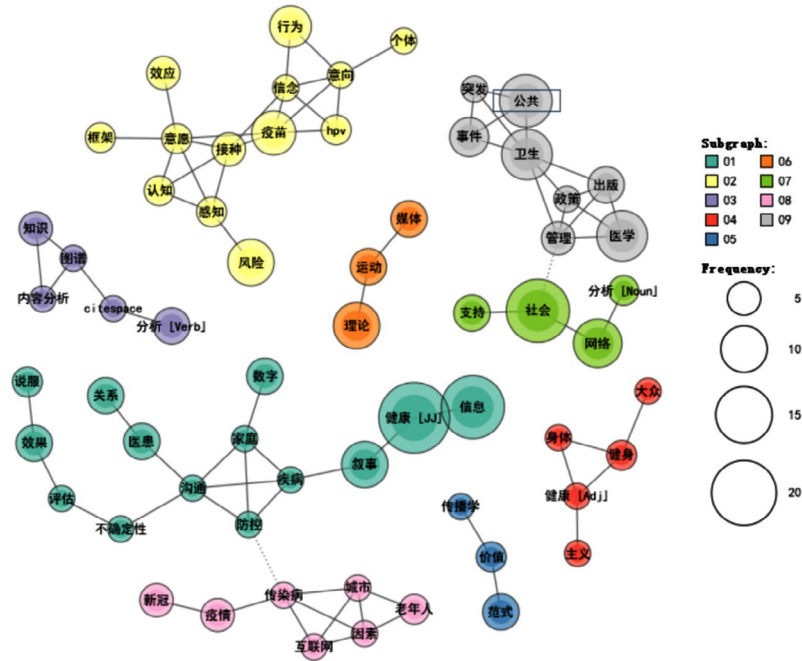 行为
个体
效应
信念
意向
框架
意愿
接种
疫苗
hpv
认知
感知
风险
突发
公共
事件
卫生
政策
出版
管理
医学
分析 [Noun]
支持
社会
网络
知识
图谱
内容分析
citespace
分析 [Verb]
媒体
运动
理论
Subgraph:
01
06
02
07
03
08
04
09
05
Frequency:
5
10
15
20
说服
关系
数字
健康 [JJ]
信息
效果
医患
家庭
叙事
沟通
疾病
评估
不确定性
防控
大众
身体
健身
健康 [Adj]
主义
传播学
价值
范式
新冠
疫情
传染病
城市
老年人
互联网
因素